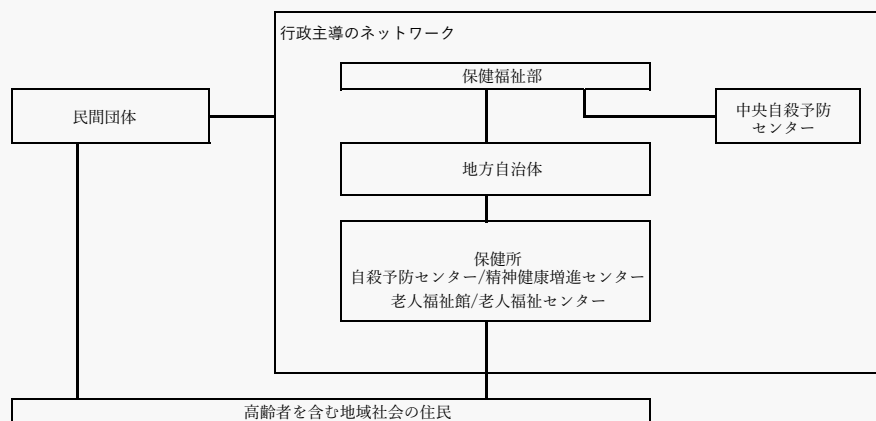 行政主導のネットワーク
保健福祉部
民間団体
中央自殺予防
センター
地方自治体
保健所
自殺予防センター/精神健康増進センター
老人福祉館/老人福祉センター
高齢者を含む地域社会の住民